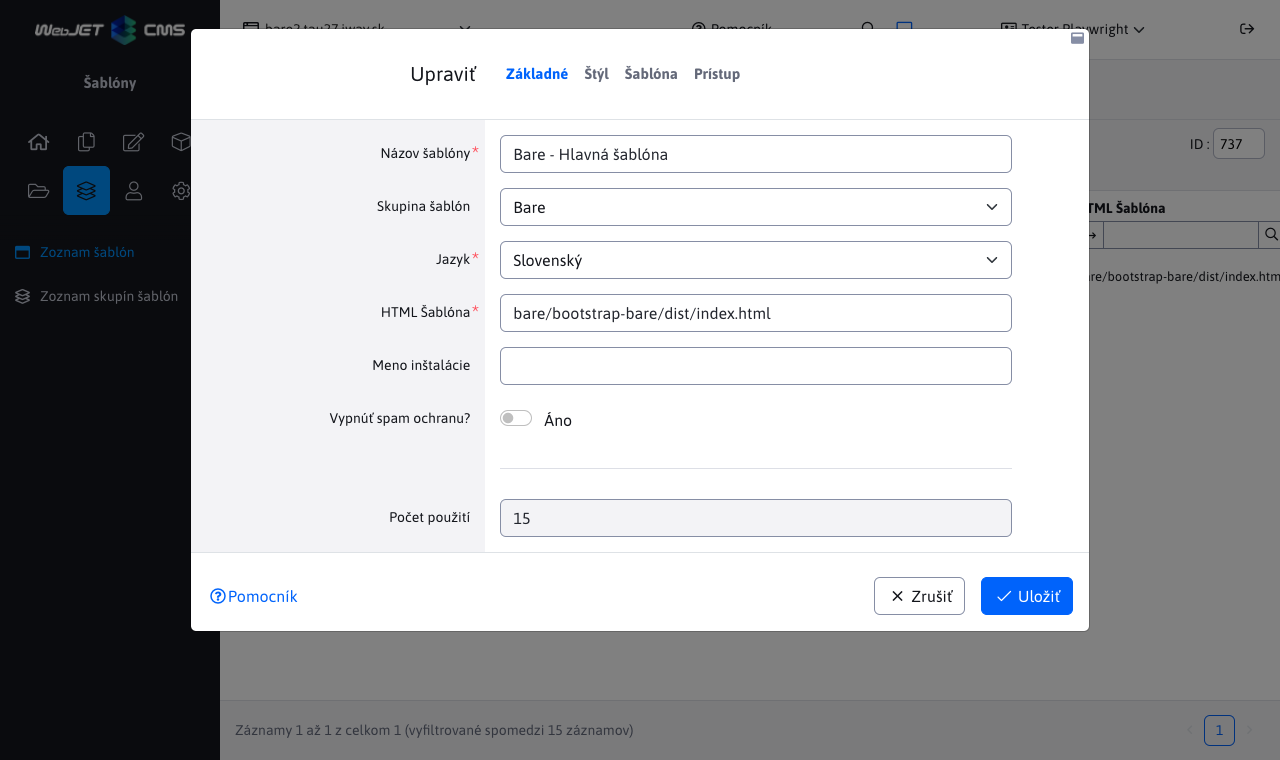 WebJET CMS
bare2.tau27.iway.sk
Pomocník
Tester Playwright
Šablóny
Upraviť
Základné
Štýl
Šablóna
Prístup
Názov šablóny*
Bare - Hlavná šablóna
ID :
737
Skupina šablón
Bare
TML Šablóna
Zoznam šablón
Jazyk*
Slovenský
are/bootstrap-bare/dist/index.htm
Zoznam skupín šablón
HTML Šablóna*
bare/bootstrap-bare/dist/index.html
Meno inštalácie
Vypnúť spam ochranu?
Áno
Počet použití
15
Pomocník
Zrušiť
Uložiť
Záznamy 1 až 1 z celkom 1 (vyfiltrované spomedzi 15 záznamov)
1